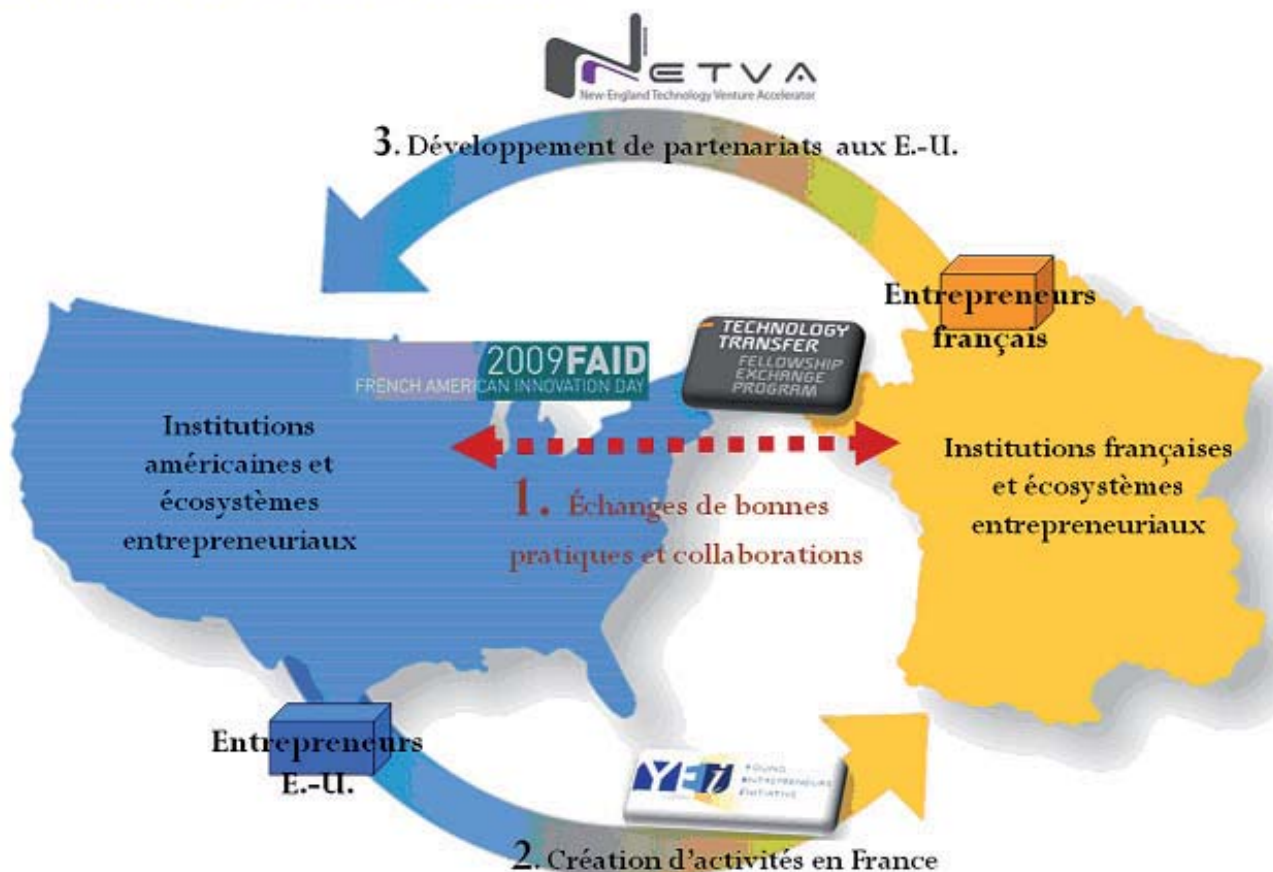 NETVA
New-England Technology Venture Accelerator
3. Développement de partenariats aux E.-U.
Entrepreneurs
français
TECHNOLOGY
TRANSFER
FELLOWSHIP
EXCHANGE
PROGRAM
2009FAID
FRENCH AMERICAN INNOVATION DAY
Institutions
américaines et
écosystèmes
entrepreneuriaux
Institutions françaises
et écosystèmes
entrepreneuriaux
1. Échanges de bonnes
pratiques et collaborations
Entrepreneurs
E.-U.
YEi
YOUNG
ENTREPRENEURS
INITIATIVE
2. Création d'activités en France